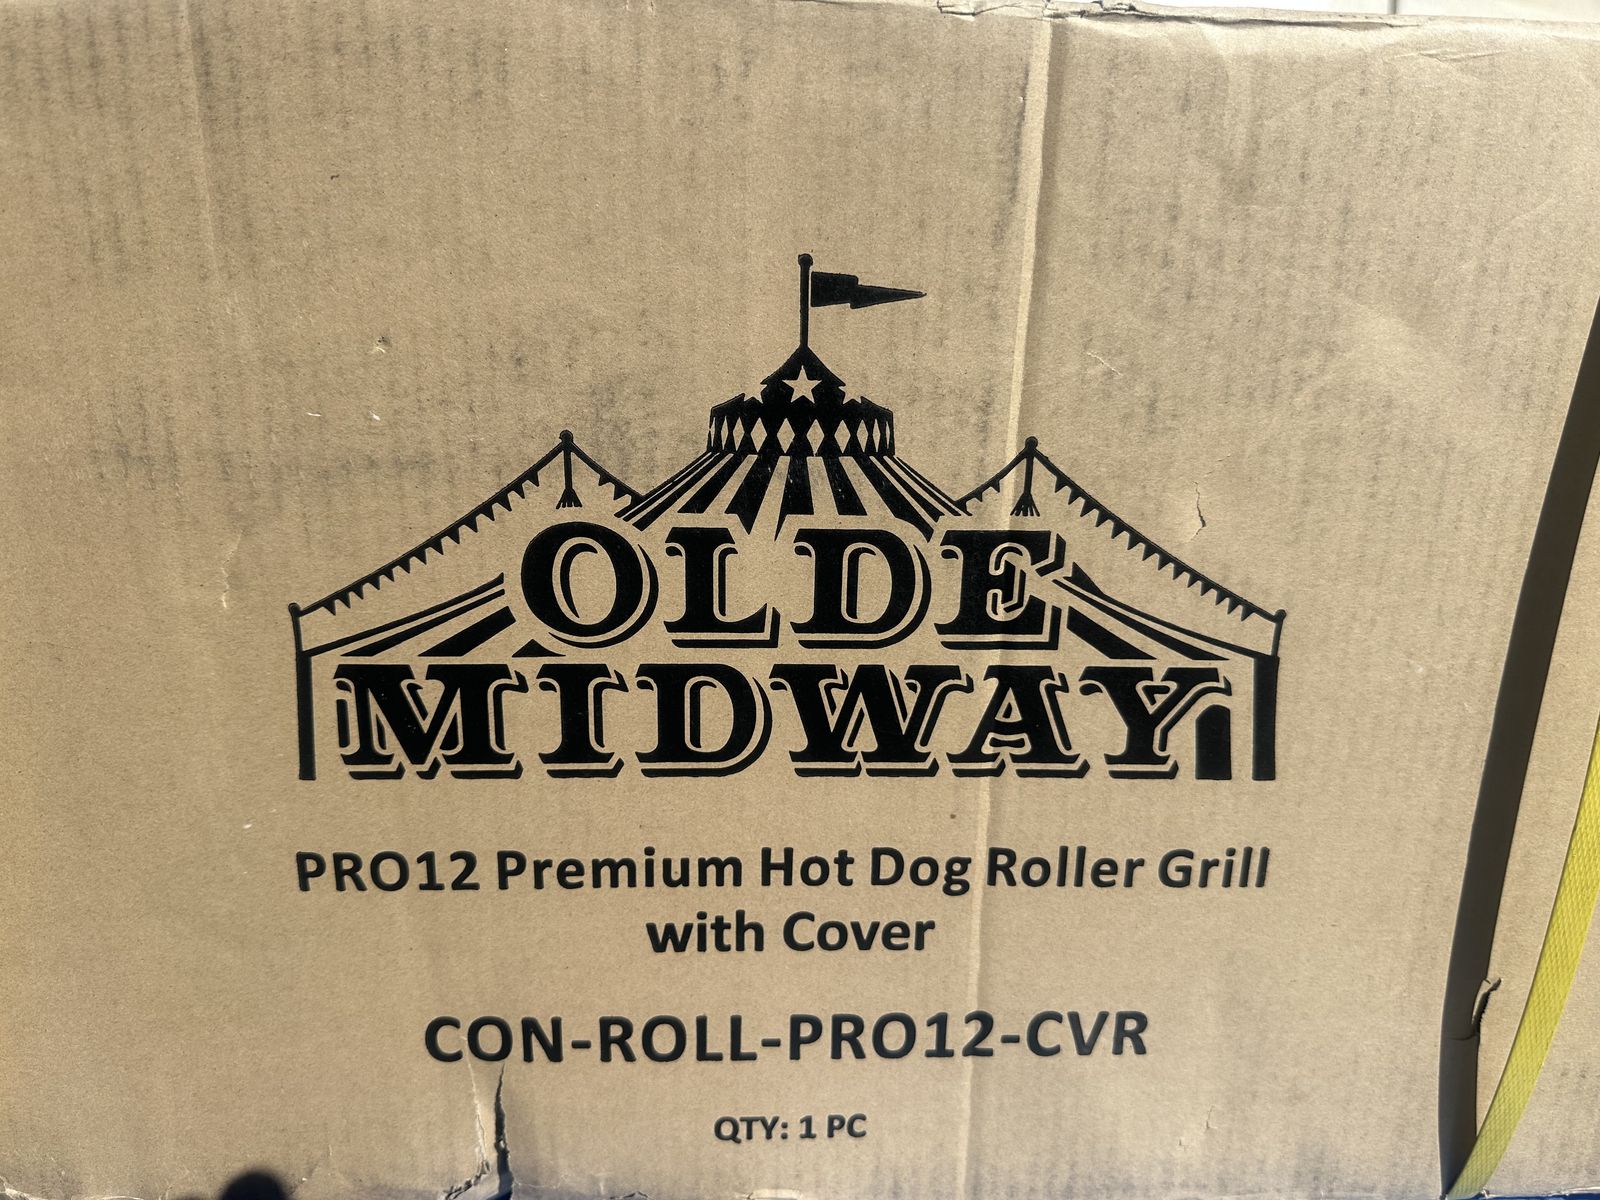 OLDE
MIDWAY
PRO12 Premium Hot Dog Roller Grill
with Cover
CON-ROLL-PRO12-CVR
QTY: 1 PC